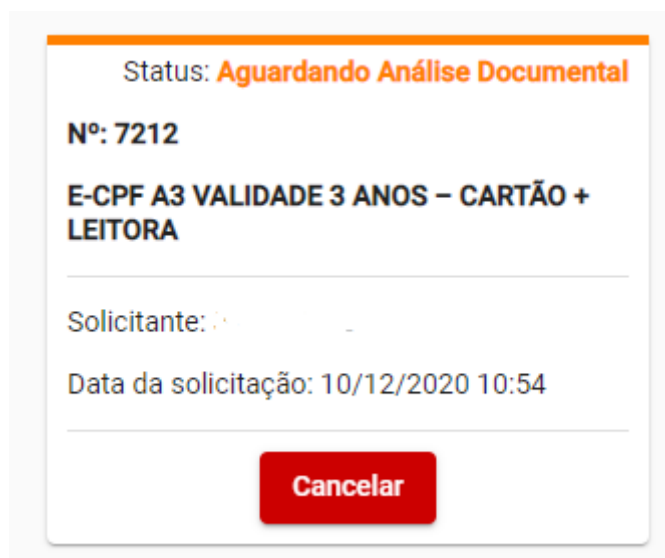 Status: Aguardando Análise Documental
Nº: 7212
E-CPF A3 VALIDADE 3 ANOS – CARTÃO +
LEITORA
Solicitante:
Data da solicitação: 10/12/2020 10:54
Cancelar